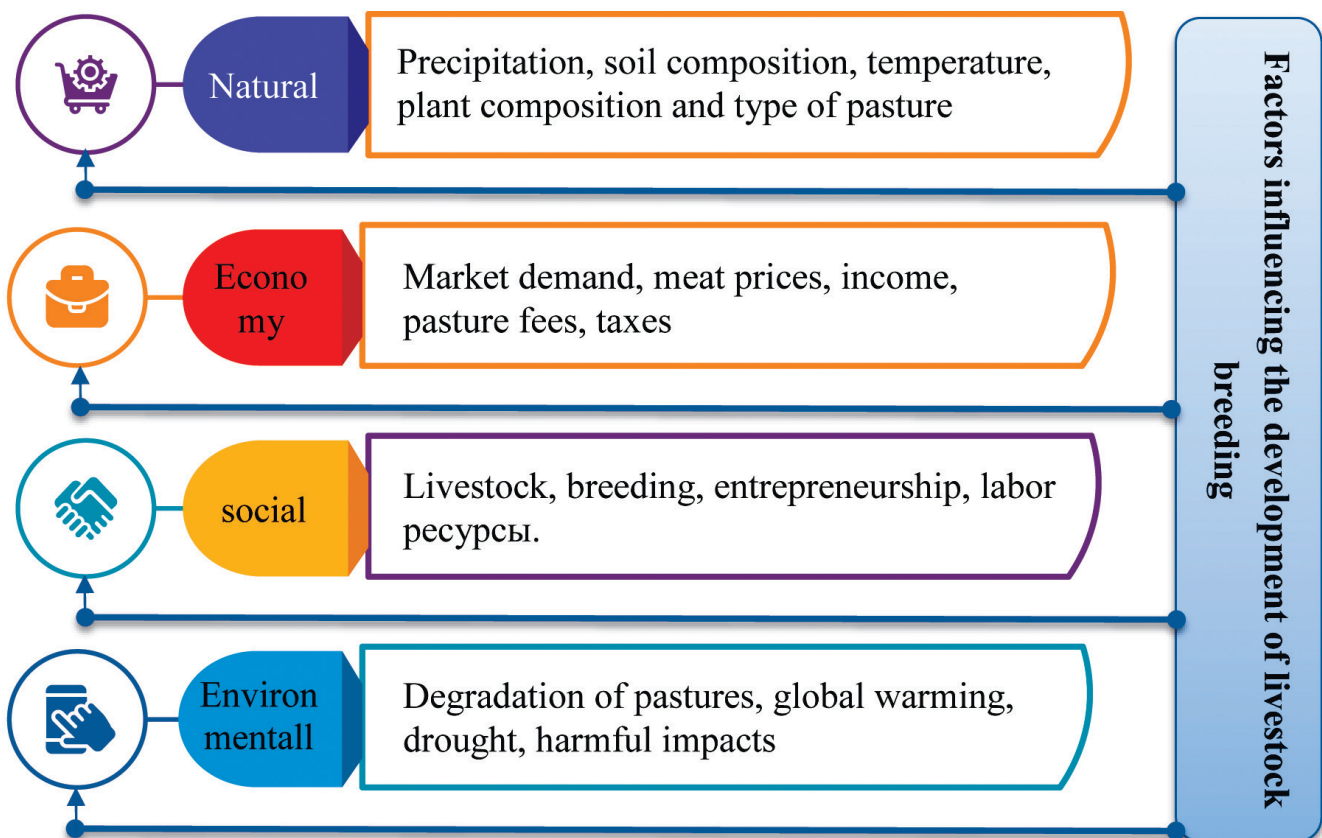 Natural
Precipitation, soil composition, temperature,
plant composition and type of pasture
Econo
my
Market demand, meat prices, income,
pasture fees, taxes
social
Livestock, breeding, entrepreneurship, labor
ресурсы.
Environ
mentall
Degradation of pastures, global warming,
drought, harmful impacts
Factors influencing the development of livestock
breeding